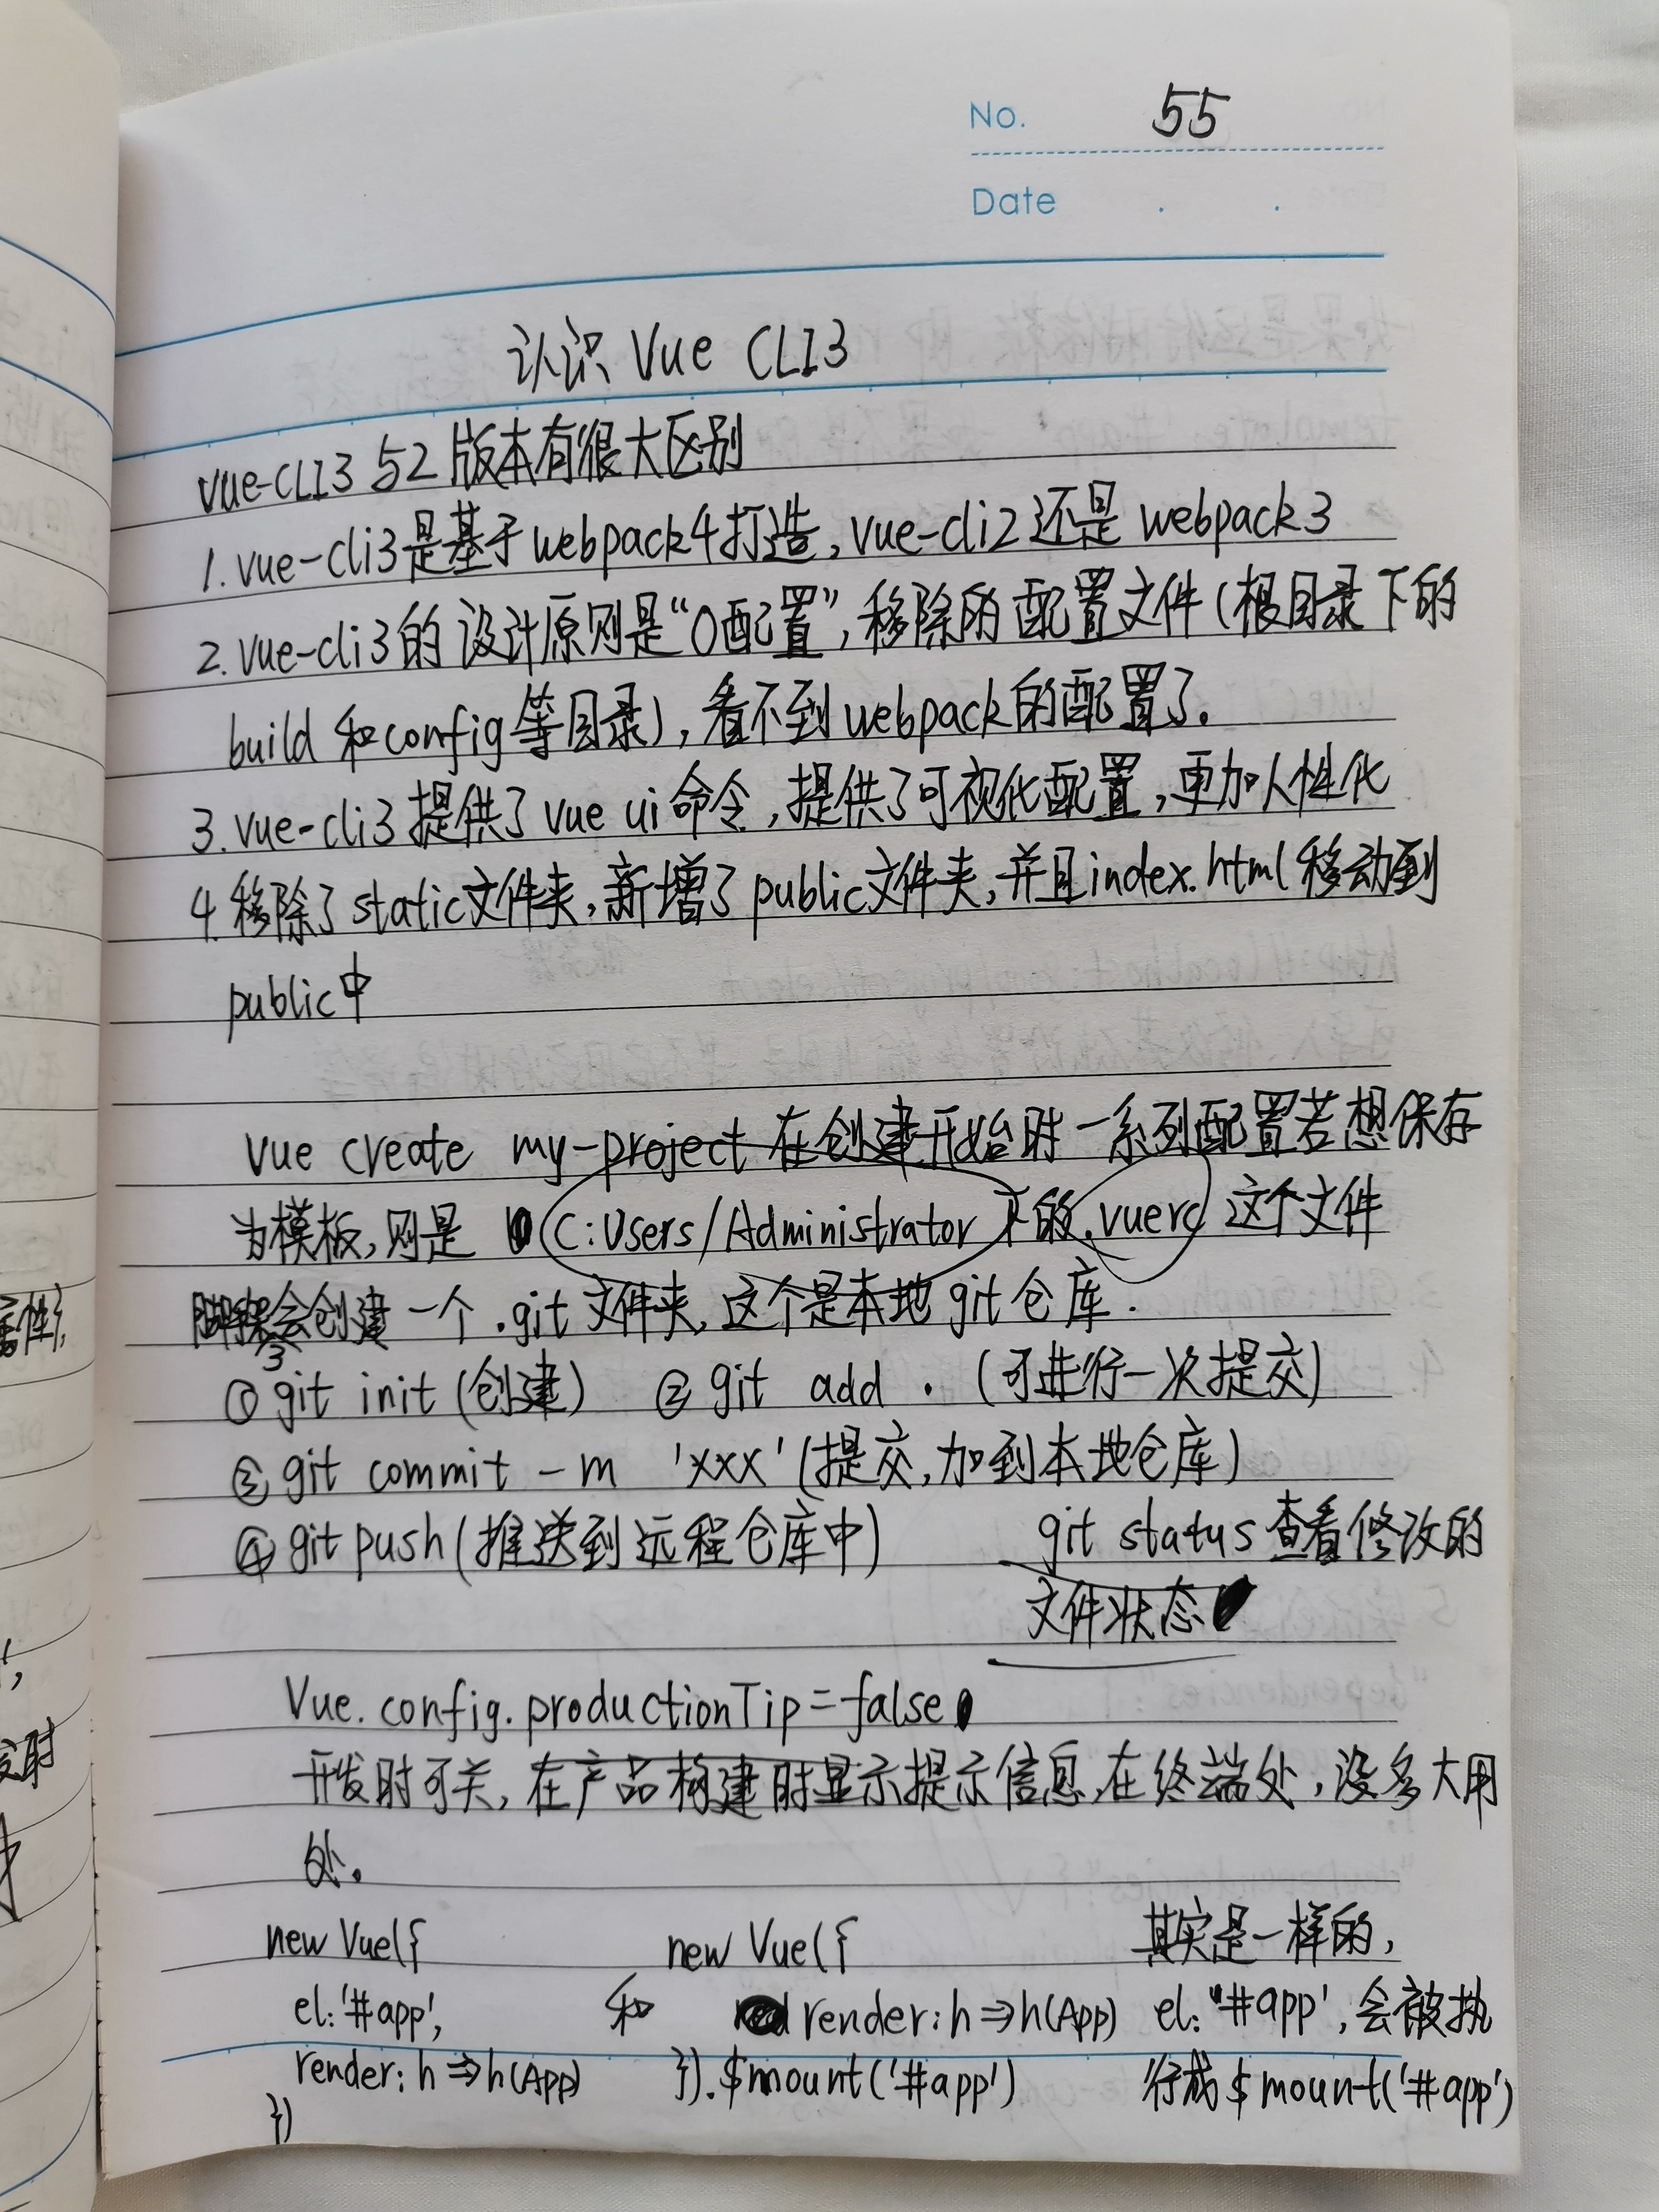 No. 55
Date . .
认识 Vue CLI3
vue-CLI3 与2版本有很大区别
1. vue-cli3是基于webpack4打造,vue-cli2还是 webpack3
2. vue-cli3的设计原则是“0配置”,移除的配置文件(根目录下的
build 和config等目录),看不到webpack的配置了。
3. vue-cli3提供了 vue ui命令,提供了可视化配置,更加人性化
4. 移除了static文件夹,新增了public文件夹,并且index.html移动到
public中
vue create my-project 在创建开始时一系列配置若想保存
为模板,则是 C:Users/Administrator 下的.vuerc 这个文件
脚手架会创建一个 .git 文件夹,这个是本地git仓库.
① git init (创建) ② git add . (可进行一次提交)
③ git commit -m 'xxx'(提交,加到本地仓库)
④ git push (推送到远程仓库中) git status 查看修改的
文件状态
Vue.config.productionTip=false
开发时可关,在产品构建时显示提示信息,在终端处,没多大用
处。
new Vue({ new Vue({ 其实是一样的,
el:'#app', 和 render:h=>h(App) el:'#app',会被执
render:h=>h(App) }).$mount('#app') 行成$mount('#app')
})